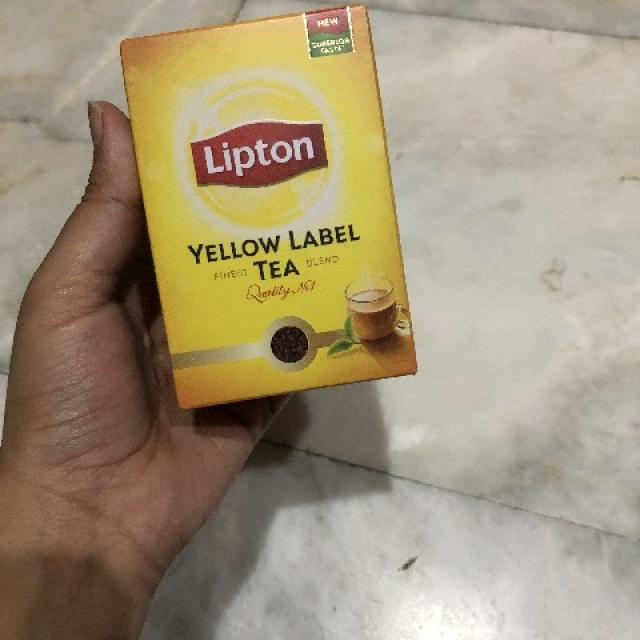 NEW
SUPERIOR
TASTE
Lipton
YELLOW LABEL
FINEST TEA BLEND
Quality No1